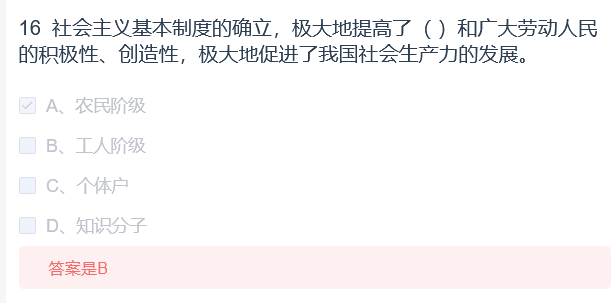 16 社会主义基本制度的确立，极大地提高了（ ）和广大劳动人民
的积极性、创造性，极大地促进了我国社会生产力的发展。
A、农民阶级
B、工人阶级
C、个体户
D、知识分子
答案是B